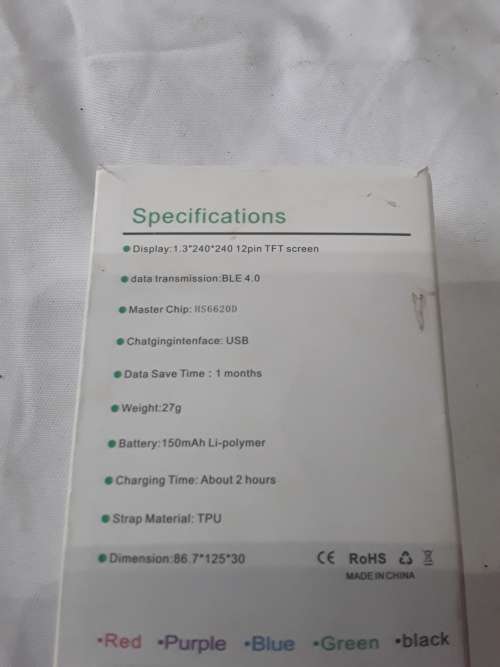 Specifications
•Display:1.3"240*240 12pin TFT screen
•data transmission:BLE 4.0
•Master Chip: HS6620D
•Chatgingintenface: USB
•Data Save Time : 1 months
•Weight:27g
•Battery:150mAh Li-polymer
•Charging Time: About 2 hours
•Strap Material: TPU
•Dimension:86.7*125*30
CE RoHS
MADE IN CHINA
•Red •Purple •Blue •Green •black